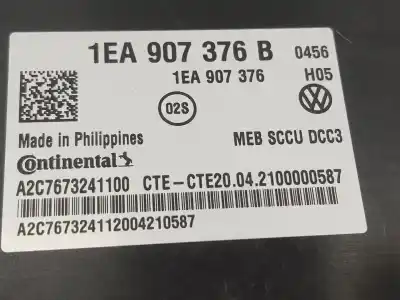 1EA 907 376 B 0456
1EA 907 376 H05
02S
Made in Philippines MEB SCCU DCC3
Continental
A2C7673241100 CTE-CTE20.04.2100000587
A2C767324112004210587